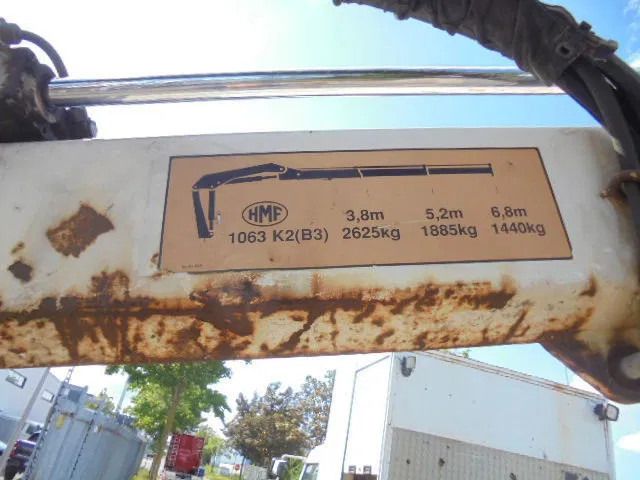 HMF
3,8m 5,2m 6,8m
1063 K2(B3) 2625kg 1885kg 1440kg